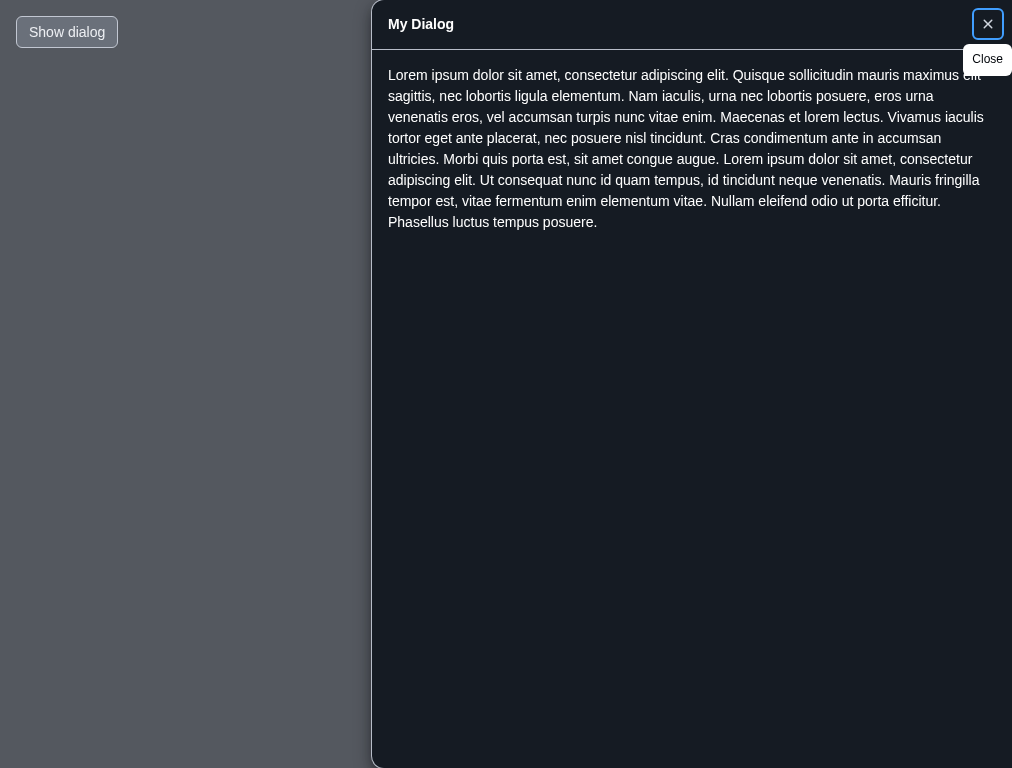 Show dialog
My Dialog
Close
Lorem ipsum dolor sit amet, consectetur adipiscing elit. Quisque sollicitudin mauris maximus elit
sagittis, nec lobortis ligula elementum. Nam iaculis, urna nec lobortis posuere, eros urna
venenatis eros, vel accumsan turpis nunc vitae enim. Maecenas et lorem lectus. Vivamus iaculis
tortor eget ante placerat, nec posuere nisl tincidunt. Cras condimentum ante in accumsan
ultricies. Morbi quis porta est, sit amet congue augue. Lorem ipsum dolor sit amet, consectetur
adipiscing elit. Ut consequat nunc id quam tempus, id tincidunt neque venenatis. Mauris fringilla
tempor est, vitae fermentum enim elementum vitae. Nullam eleifend odio ut porta efficitur.
Phasellus luctus tempus posuere.